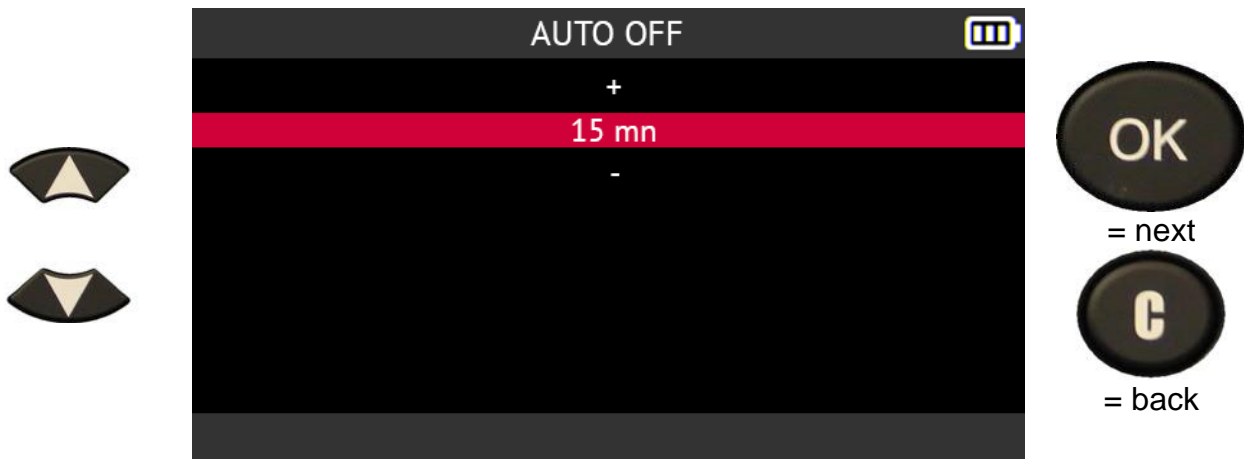 AUTO OFF
+
15 mn
-
OK
= next
C
= back